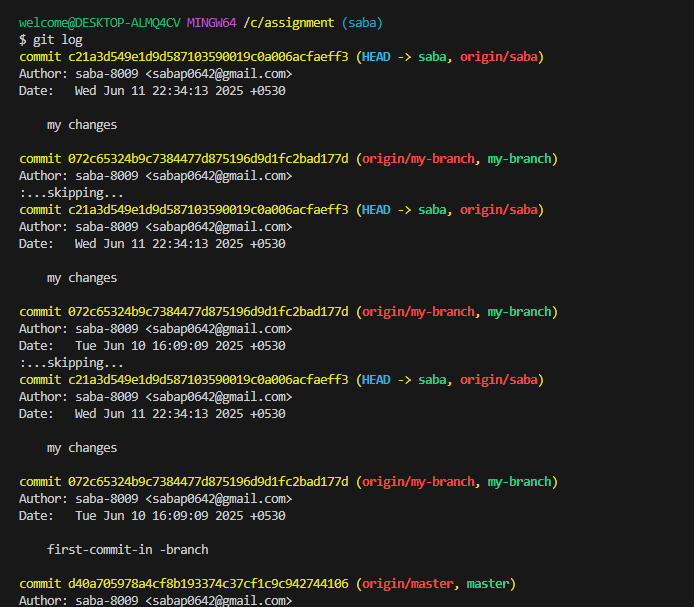 welcome@DESKTOP-ALMQ4CV MINGW64 /c/assignment (saba)
$ git log
commit c21a3d549e1d9d587103590019c0a006acfaeff3 (HEAD -> saba, origin/saba)
Author: saba-8009 <sabap0642@gmail.com>
Date:   Wed Jun 11 22:34:13 2025 +0530
my changes
commit 072c65324b9c7384477d875196d9d1fc2bad177d (origin/my-branch, my-branch)
Author: saba-8009 <sabap0642@gmail.com>
:...skipping...
commit c21a3d549e1d9d587103590019c0a006acfaeff3 (HEAD -> saba, origin/saba)
Author: saba-8009 <sabap0642@gmail.com>
Date:   Wed Jun 11 22:34:13 2025 +0530
my changes
commit 072c65324b9c7384477d875196d9d1fc2bad177d (origin/my-branch, my-branch)
Author: saba-8009 <sabap0642@gmail.com>
Date:   Tue Jun 10 16:09:09 2025 +0530
:...skipping...
commit c21a3d549e1d9d587103590019c0a006acfaeff3 (HEAD -> saba, origin/saba)
Author: saba-8009 <sabap0642@gmail.com>
Date:   Wed Jun 11 22:34:13 2025 +0530
my changes
commit 072c65324b9c7384477d875196d9d1fc2bad177d (origin/my-branch, my-branch)
Author: saba-8009 <sabap0642@gmail.com>
Date:   Tue Jun 10 16:09:09 2025 +0530
first-commit-in -branch
commit d40a705978a4cf8b193374c37cf1c9c942744106 (origin/master, master)
Author: saba-8009 <sabap0642@gmail.com>